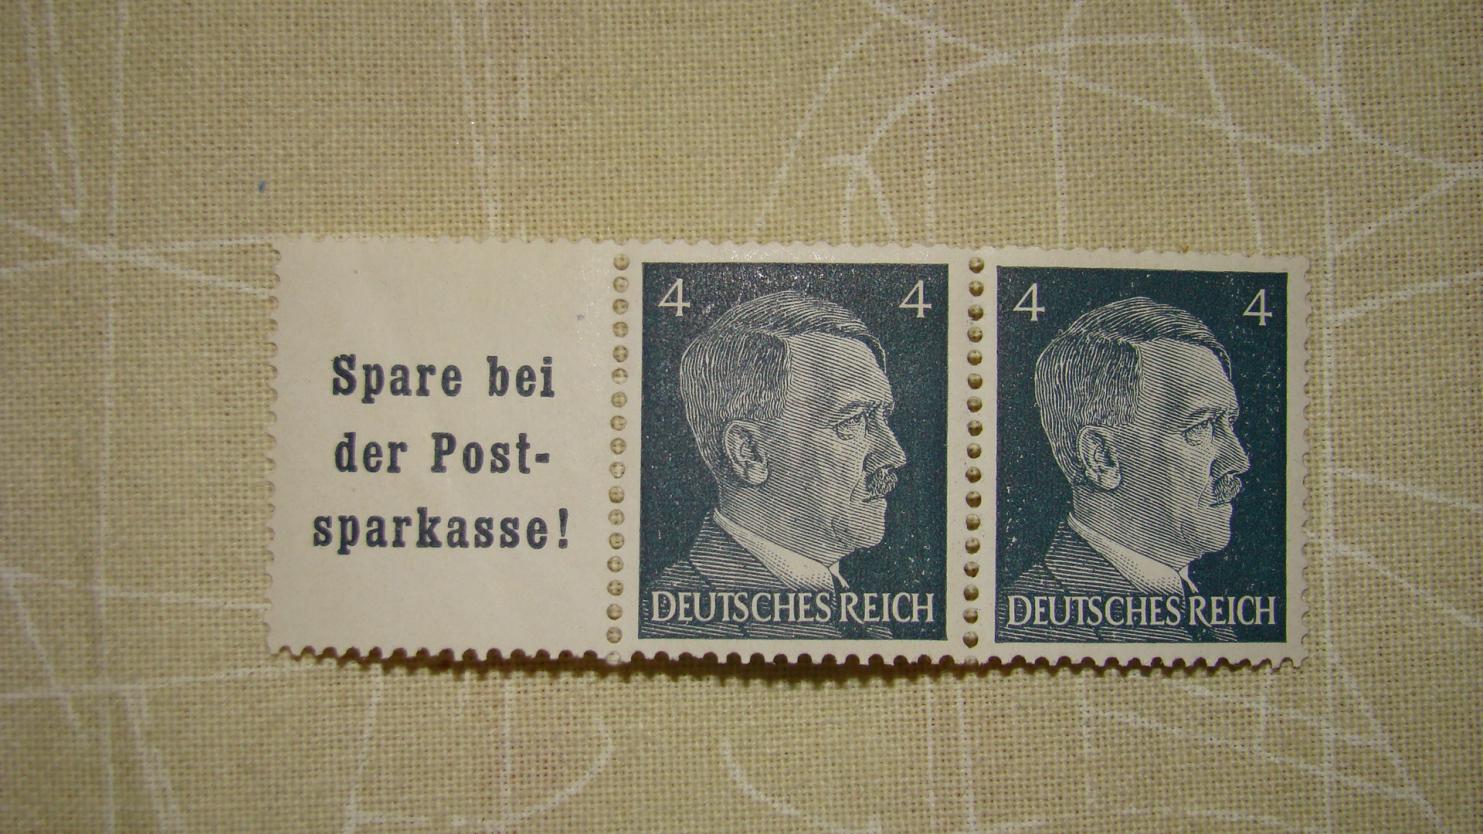 Spare bei
der Post-
sparkasse!
4 4
DEUTSCHES REICH
4 4
DEUTSCHES REICH